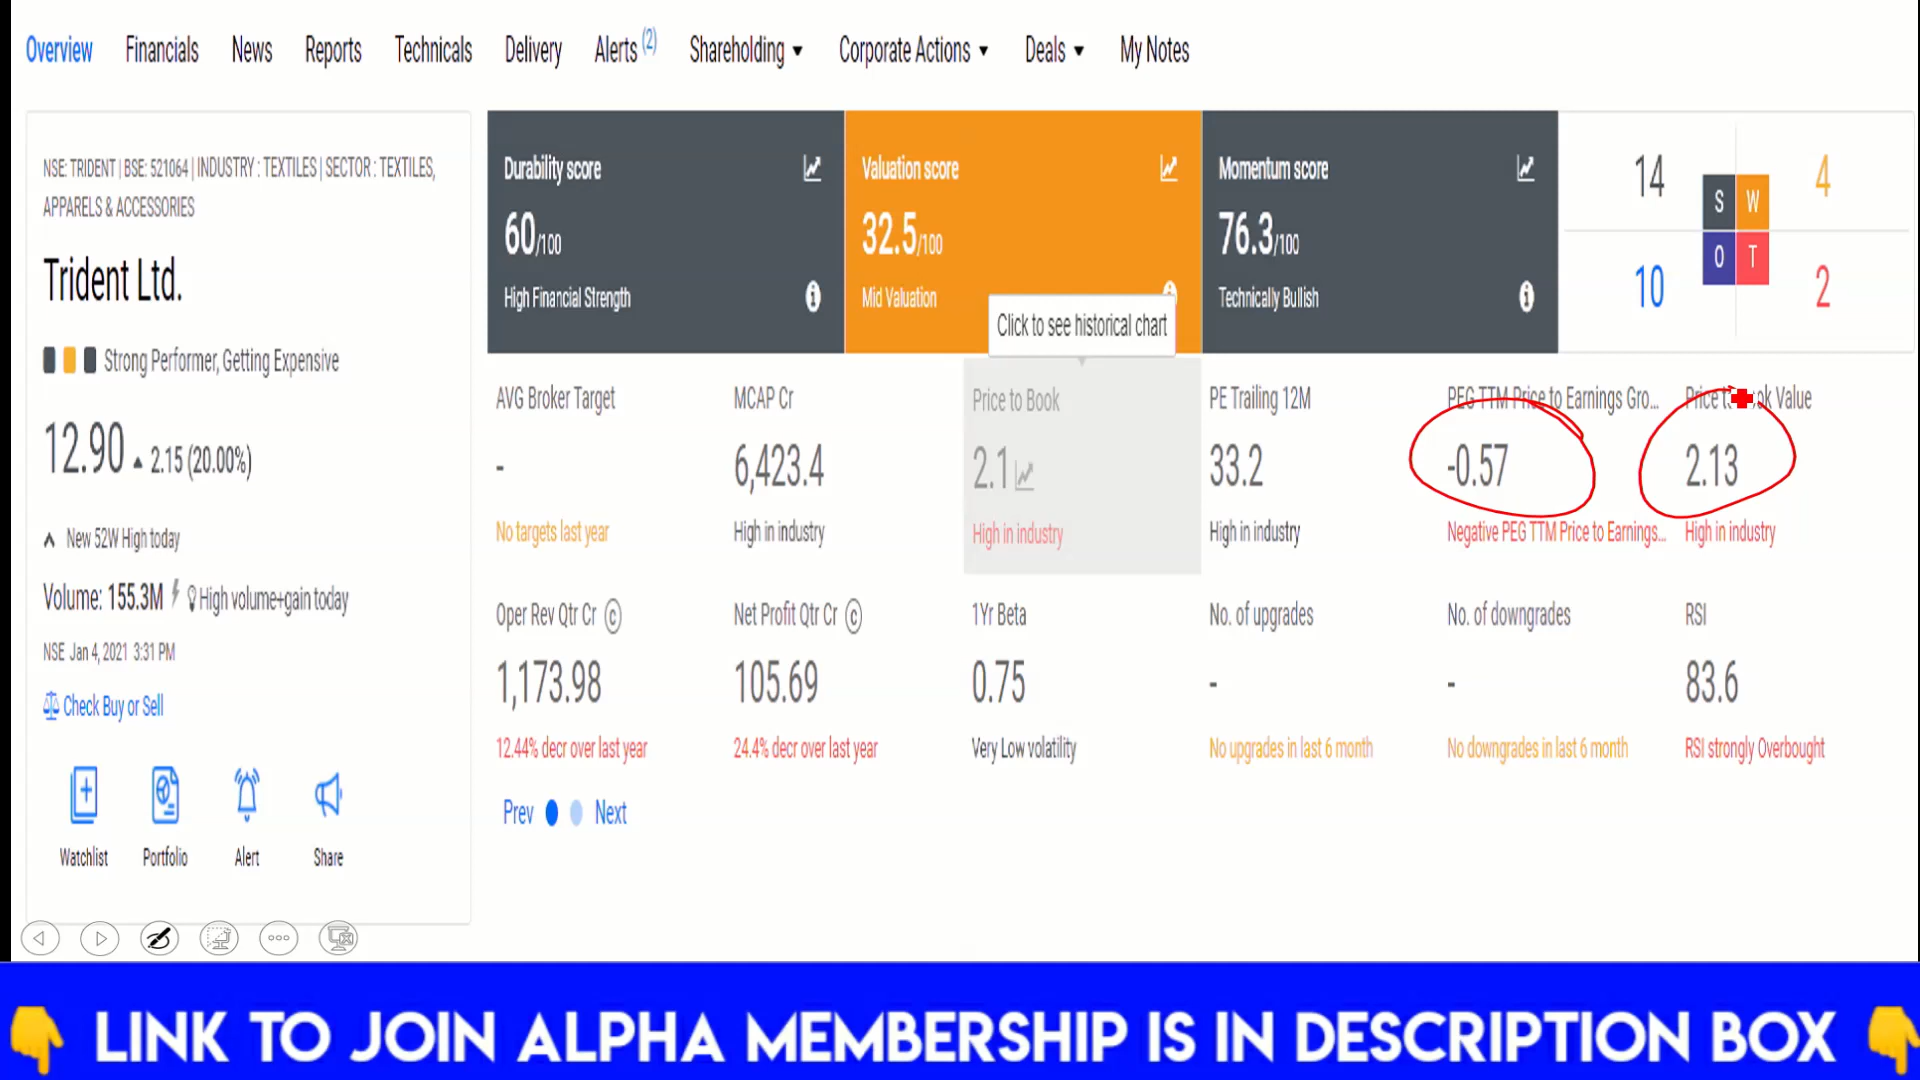 Overview Financials News Reports Technicals Delivery Alerts (2) Shareholding Corporate Actions Deals My Notes
NSE: TRIDENT | BSE: 521064 | INDUSTRY : TEXTILES | SECTOR : TEXTILES,
APPARELS & ACCESSORIES
Trident Ltd.
Strong Performer, Getting Expensive
12.90 2.15 (20.00%)
New 52W High today
Volume: 155.3M High volume+gain today
NSE Jan 4, 2021 3:31 PM
Check Buy or Sell
Watchlist Portfolio Alert Share
Durability score
60/100
High Financial Strength
Valuation score
32.5/100
Mid Valuation
Click to see historical chart
Momentum score
76.3/100
Technically Bullish
14 S W 4
10 O T 2
AVG Broker Target
-
No targets last year
MCAP Cr
6,423.4
High in industry
Price to Book
2.1
High in industry
PE Trailing 12M
33.2
High in industry
PEG TTM Price to Earnings Gro...
-0.57
Negative PEG TTM Price to Earnings...
Value
2.13
High in industry
Oper Rev Qtr Cr ©
1,173.98
12.44% decr over last year
Net Profit Qtr Cr ©
105.69
24.4% decr over last year
1Yr Beta
0.75
Very Low volatility
No. of upgrades
-
No upgrades in last 6 month
No. of downgrades
-
No downgrades in last 6 month
RSI
83.6
RSI strongly Overbought
Prev Next
LINK TO JOIN ALPHA MEMBERSHIP IS IN DESCRIPTION BOX